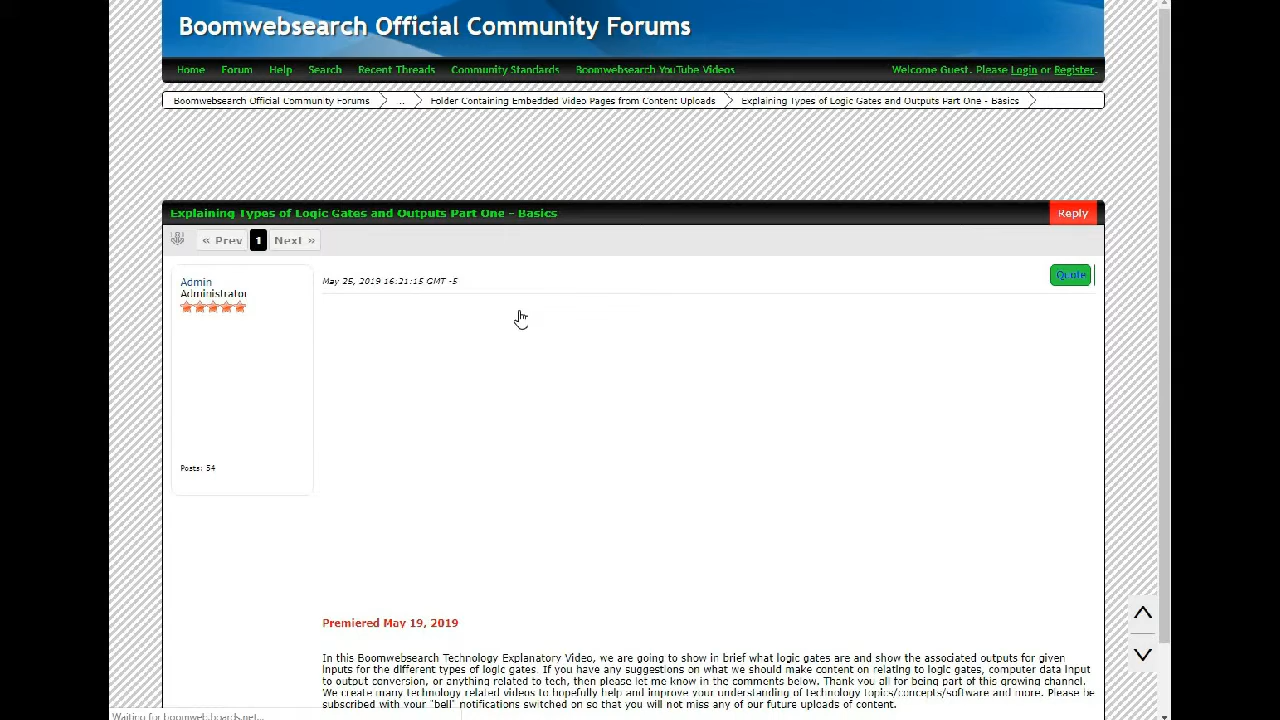 Boomwebsearch Official Community Forums
Home Forum Help Search Recent Threads Community Standards Boomwebsearch YouTube Videos Welcome Guest. Please Login or Register.
Boomwebsearch Official Community Forums ... Folder Containing Embedded Video Pages from Content Uploads Explaining Types of Logic Gates and Outputs Part One - Basics
Explaining Types of Logic Gates and Outputs Part One - Basics Reply
« Prev 1 Next »
Admin
Administrator
Posts: 54
May 25, 2019 16:21:15 GMT -5 Quote
Premiered May 19, 2019
In this Boomwebsearch Technology Explanatory Video, we are going to show in brief what logic gates are and show the associated outputs for given
inputs for the different types of logic gates. If you have any suggestions on what we should make content on relating to logic gates, computer data input
to output conversion, or anything related to tech, then please let me know in the comments below. Thank you all for being part of this growing channel.
We create many technology related videos to hopefully help and improve your understanding of technology topics/concepts/software and more. Please be
subscribed with your "bell" notifications switched on so that you will not miss any of our future uploads of content.
Waiting for boomweb.boards.net...